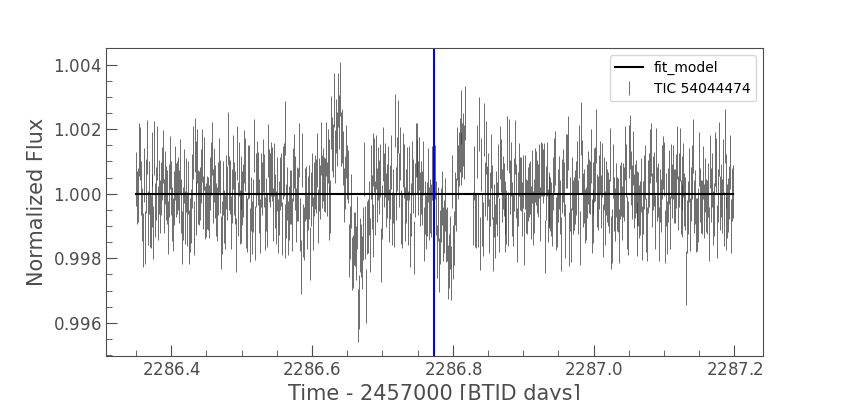 1.004
1.002
1.000
0.998
0.996
Normalized Flux
fit_model
TIC 54044474
2286.4
2286.6
2286.8
2287.0
2287.2
Time - 2457000 [BTJD days]